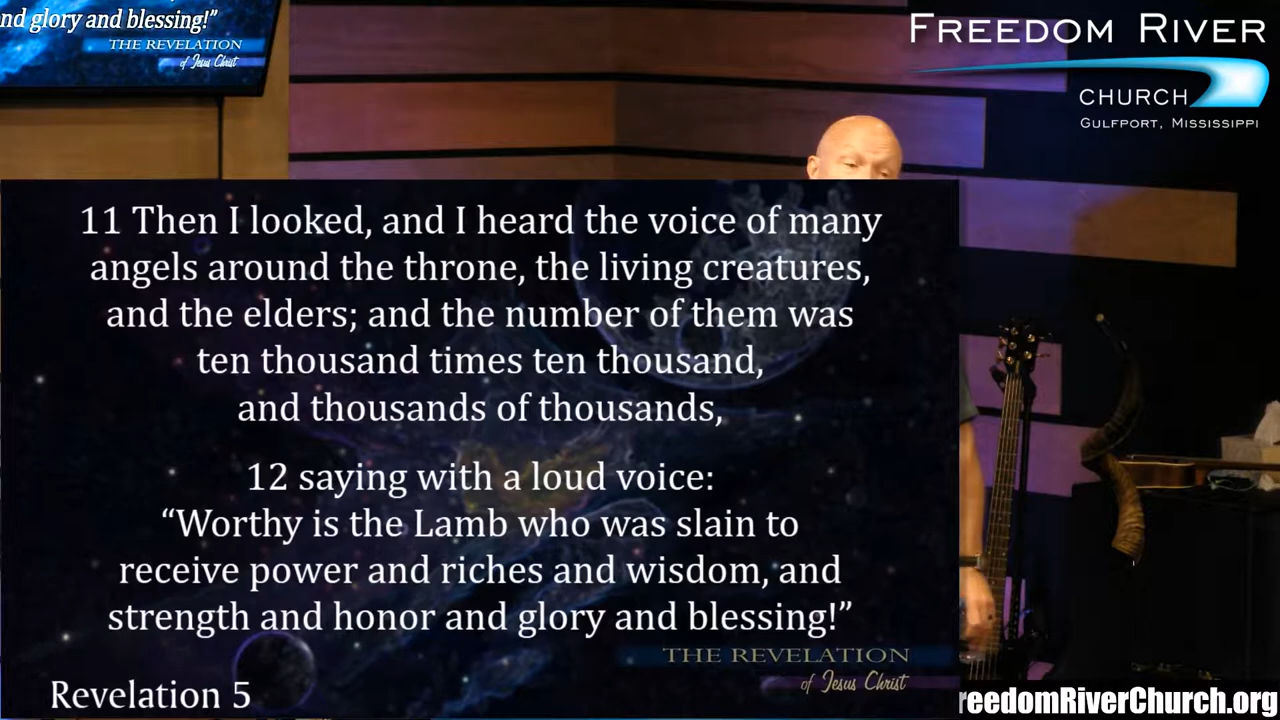 nd glory and blessing!”
THE REVELATION
of Jesus Christ
FREEDOM RIVER
CHURCH
GULFPORT, MISSISSIPPI
11 Then I looked, and I heard the voice of many
angels around the throne, the living creatures,
and the elders; and the number of them was
ten thousand times ten thousand,
and thousands of thousands,
12 saying with a loud voice:
“Worthy is the Lamb who was slain to
receive power and riches and wisdom, and
strength and honor and glory and blessing!”
THE REVELATION
of Jesus Christ
Revelation 5
reedomRiverChurch.org